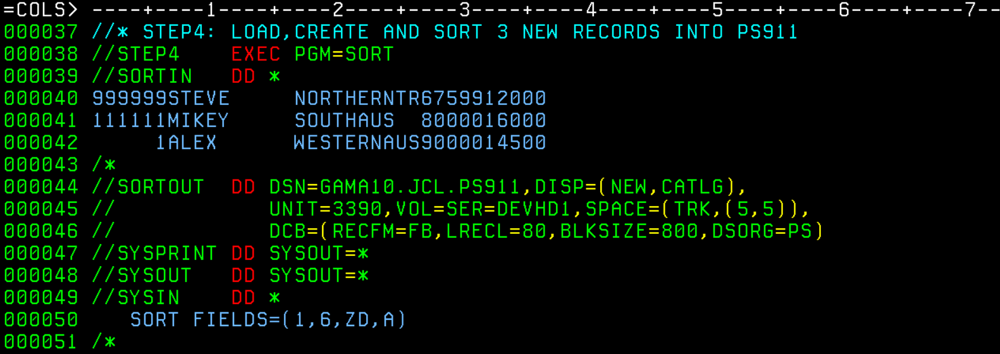 =COLS> ----+----1----+----2----+----3----+----4----+----5----+----6----+----7--
000037 //* STEP4: LOAD,CREATE AND SORT 3 NEW RECORDS INTO PS911
000038 //STEP4    EXEC PGM=SORT
000039 //SORTIN   DD *
000040 999999STEVE     NORTHERNTR6759912000
000041 111111MIKEY     SOUTHAUS  8000016000
000042      1ALEX      WESTERNAUS9000014500
000043 /*
000044 //SORTOUT  DD DSN=GAMA10.JCL.PS911,DISP=(NEW,CATLG),
000045 //            UNIT=3390,VOL=SER=DEVHD1,SPACE=(TRK,(5,5)),
000046 //            DCB=(RECFM=FB,LRECL=80,BLKSIZE=800,DSORG=PS)
000047 //SYSPRINT DD SYSOUT=*
000048 //SYSOUT   DD SYSOUT=*
000049 //SYSIN    DD *
000050    SORT FIELDS=(1,6,ZD,A)
000051 /*